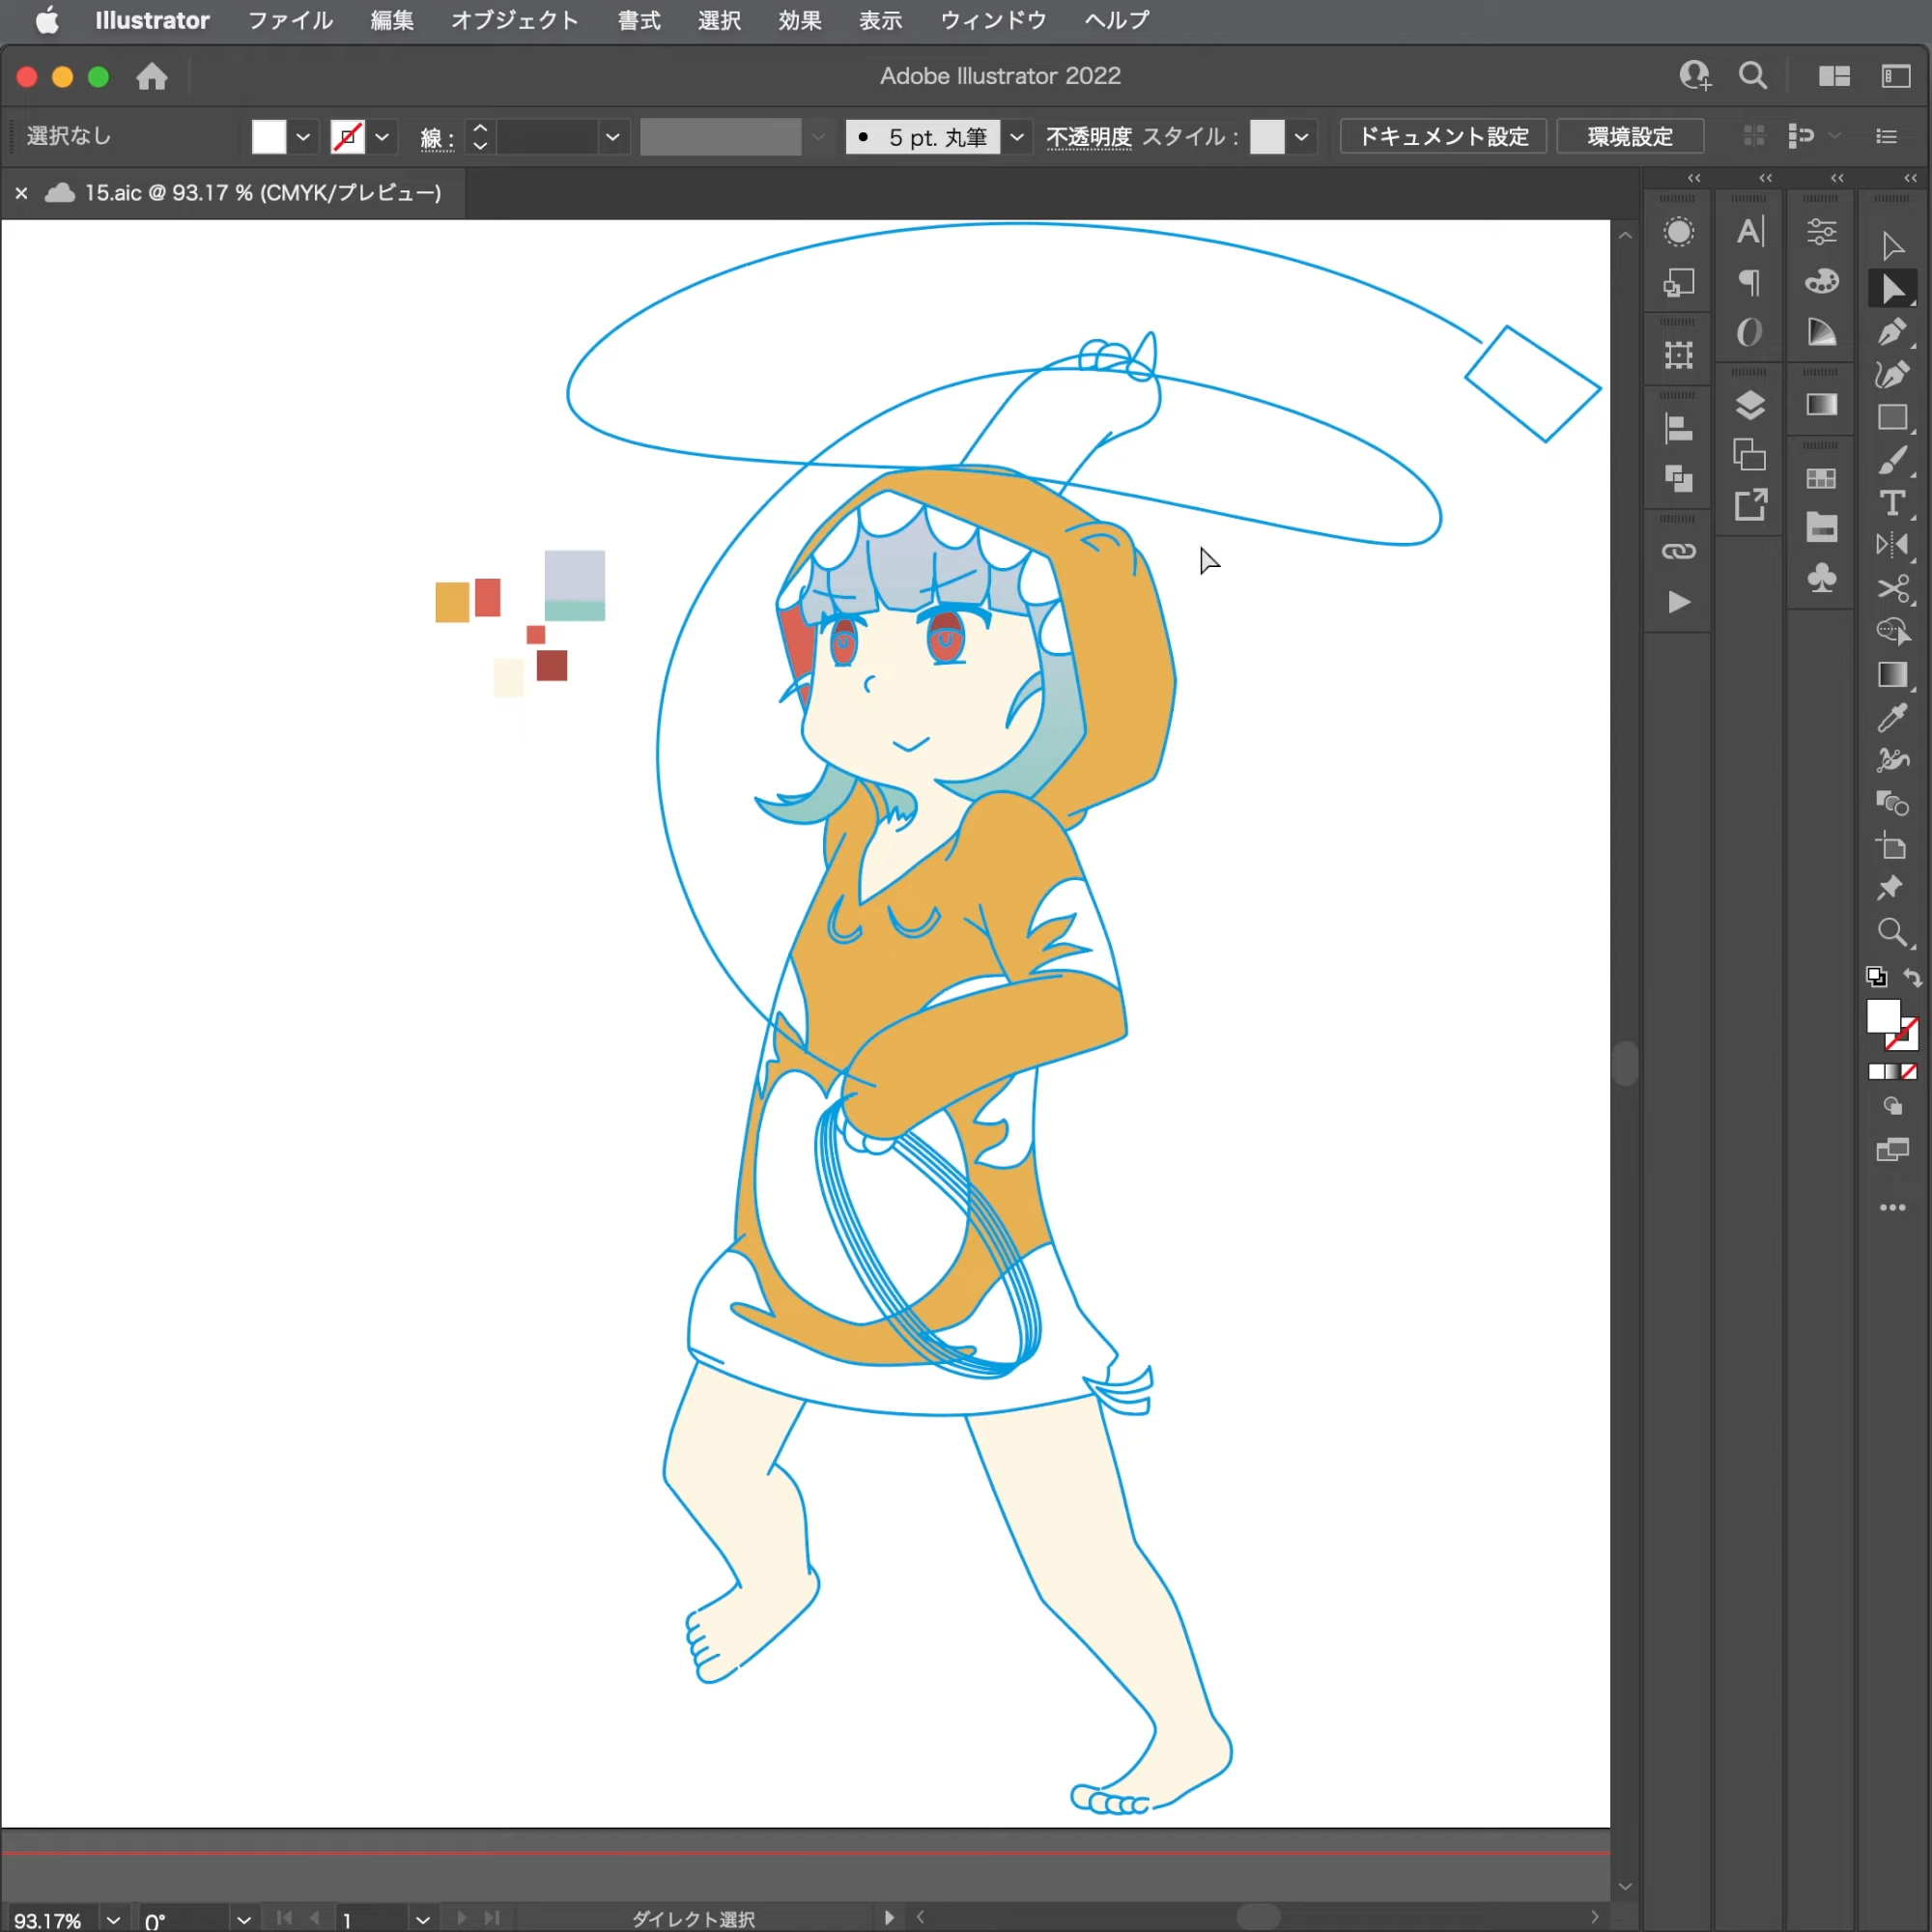 Illustrator ファイル 編集 オブジェクト 書式 選択 効果 表示 ウィンドウ ヘルプ
Adobe Illustrator 2022
選択なし 線 : 5 pt. 丸筆 不透明度 スタイル : ドキュメント設定 環境設定
× 15.aic @ 93.17 % (CMYK/プレビュー)
93.17% 0° 1 ダイレクト選択